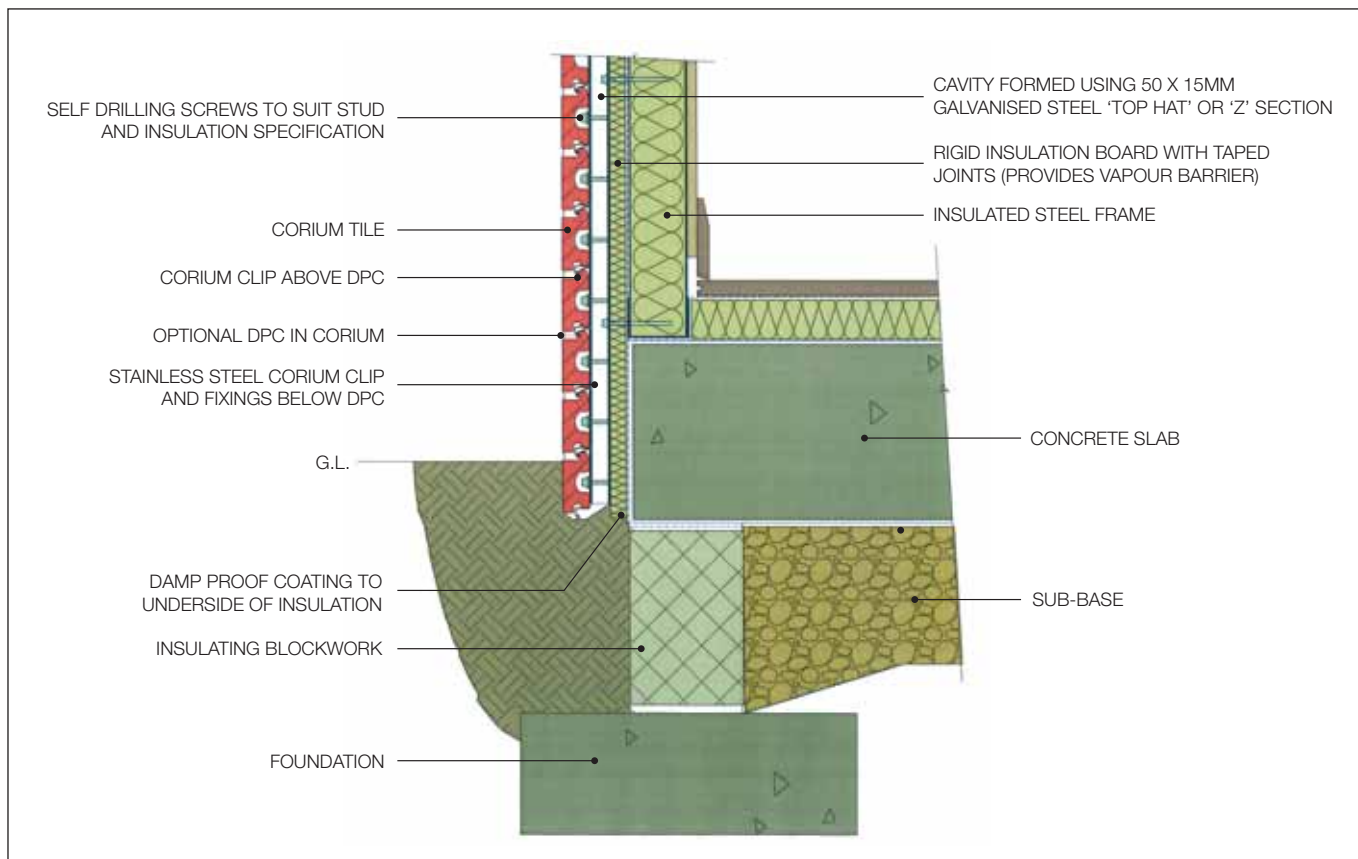 SELF DRILLING SCREWS TO SUIT STUD
AND INSULATION SPECIFICATION
CORIUM TILE
CORIUM CLIP ABOVE DPC
OPTIONAL DPC IN CORIUM
STAINLESS STEEL CORIUM CLIP
AND FIXINGS BELOW DPC
G.L.
DAMP PROOF COATING TO
UNDERSIDE OF INSULATION
INSULATING BLOCKWORK
FOUNDATION
CAVITY FORMED USING 50 X 15MM
GALVANISED STEEL ‘TOP HAT’ OR ‘Z’ SECTION
RIGID INSULATION BOARD WITH TAPED
JOINTS (PROVIDES VAPOUR BARRIER)
INSULATED STEEL FRAME
CONCRETE SLAB
SUB-BASE